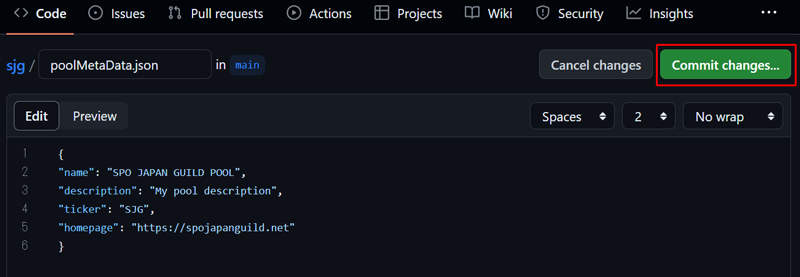 Code Issues Pull requests Actions Projects Wiki Security Insights ...
sjg / poolMetaData.json in main Cancel changes Commit changes...
Edit Preview Spaces 2 No wrap
1 {
2 "name": "SPO JAPAN GUILD POOL",
3 "description": "My pool description",
4 "ticker": "SJG",
5 "homepage": "https://spojapanguild.net"
6 }